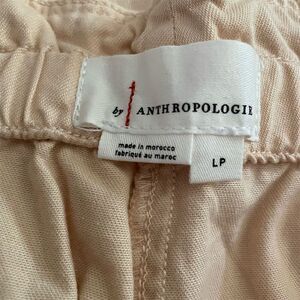 by ANTHROPOLOGIE
made in morocco
fabriqué au maroc
LP